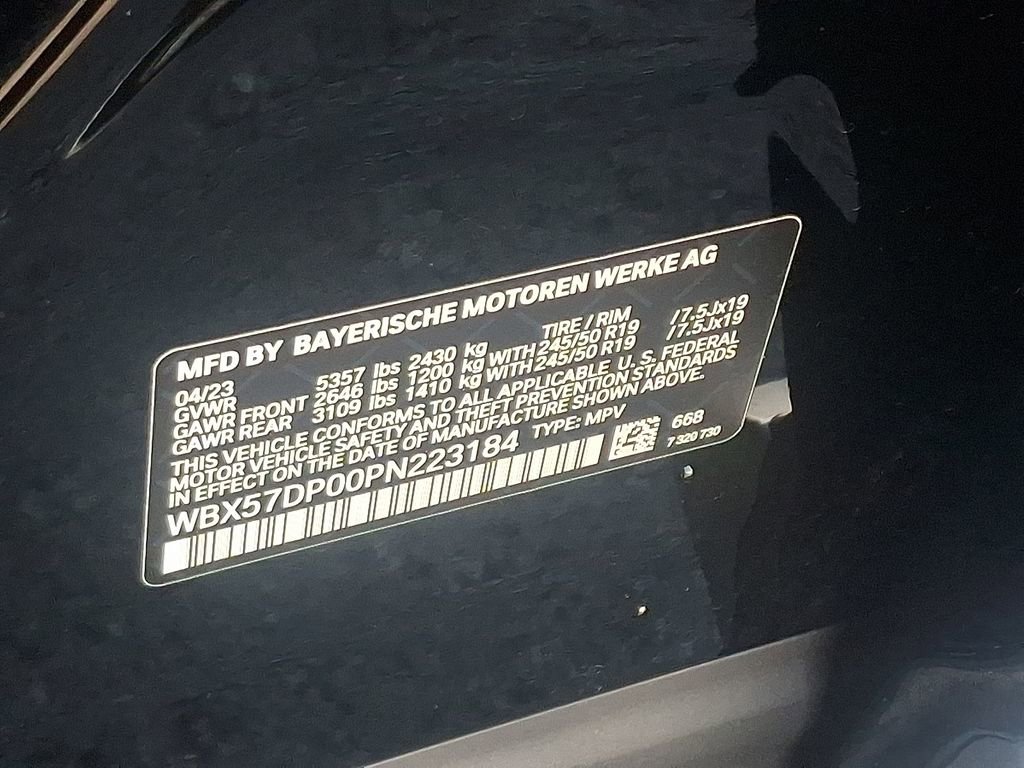 MFD BY BAYERISCHE MOTOREN WERKE AG
04/23 TIRE / RIM
GVWR 5357 lbs 2430 kg
GAWR FRONT 2646 lbs 1200 kg WITH 245/50 R19 /7.5Jx19
GAWR REAR 3109 lbs 1410 kg WITH 245/50 R19 /7.5Jx19
THIS VEHICLE CONFORMS TO ALL APPLICABLE U.S. FEDERAL
MOTOR VEHICLE SAFETY AND THEFT PREVENTION STANDARDS
IN EFFECT ON THE DATE OF MANUFACTURE SHOWN ABOVE.
WBX57DP00PN223184 TYPE: MPV
668
7 320 730